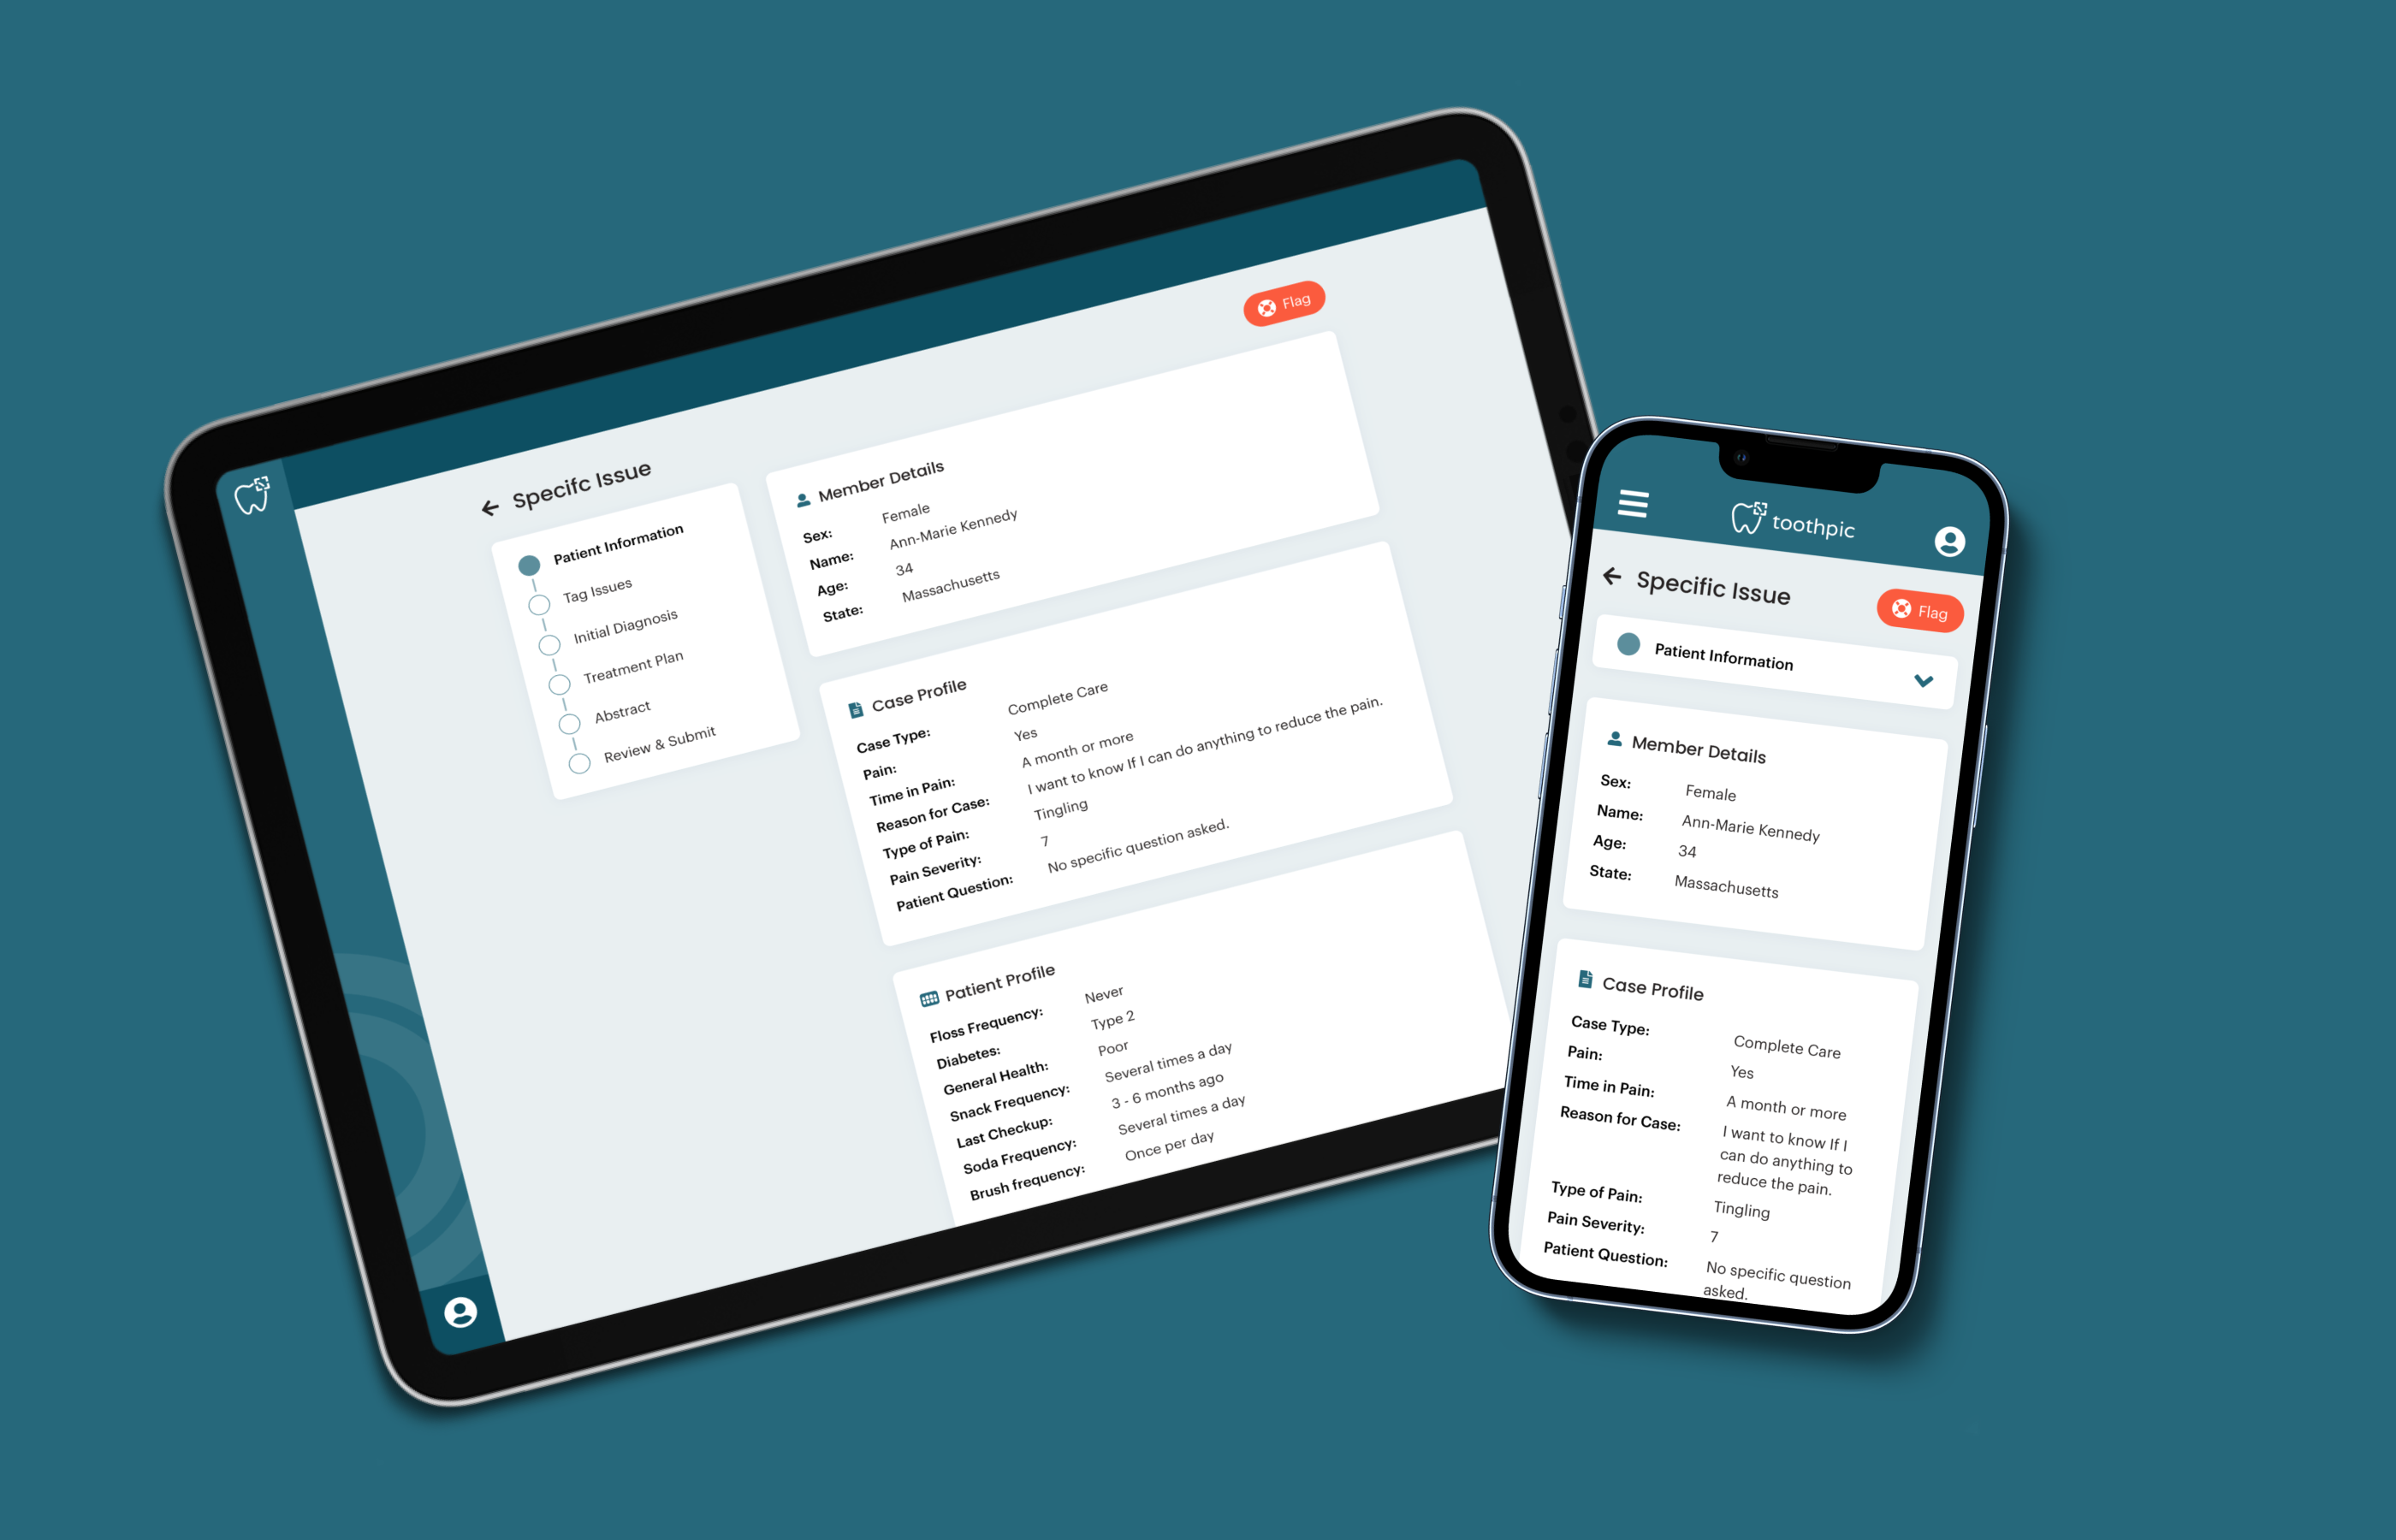 Flag
Specifc Issue
Patient Information
Tag Issues
Initial Diagnosis
Treatment Plan
Abstract
Review & Submit
Member Details
Sex: Female
Name: Ann-Marie Kennedy
Age: 34
State: Massachusetts
Case Profile
Case Type: Complete Care
Pain: Yes
Time in Pain: A month or more
Reason for Case: I want to know If I can do anything to reduce the pain.
Type of Pain: Tingling
Pain Severity: 7
Patient Question: No specific question asked.
Patient Profile
Floss Frequency: Never
Diabetes: Type 2
General Health: Poor
Snack Frequency: Several times a day
Last Checkup: 3 - 6 months ago
Soda Frequency: Several times a day
Brush frequency: Once per day
toothpic
Specific Issue
Flag
Patient Information
Member Details
Sex: Female
Name: Ann-Marie Kennedy
Age: 34
State: Massachusetts
Case Profile
Case Type: Complete Care
Pain: Yes
Time in Pain: A month or more
Reason for Case: I want to know If I
can do anything to
reduce the pain.
Type of Pain: Tingling
Pain Severity: 7
Patient Question: No specific question
asked.